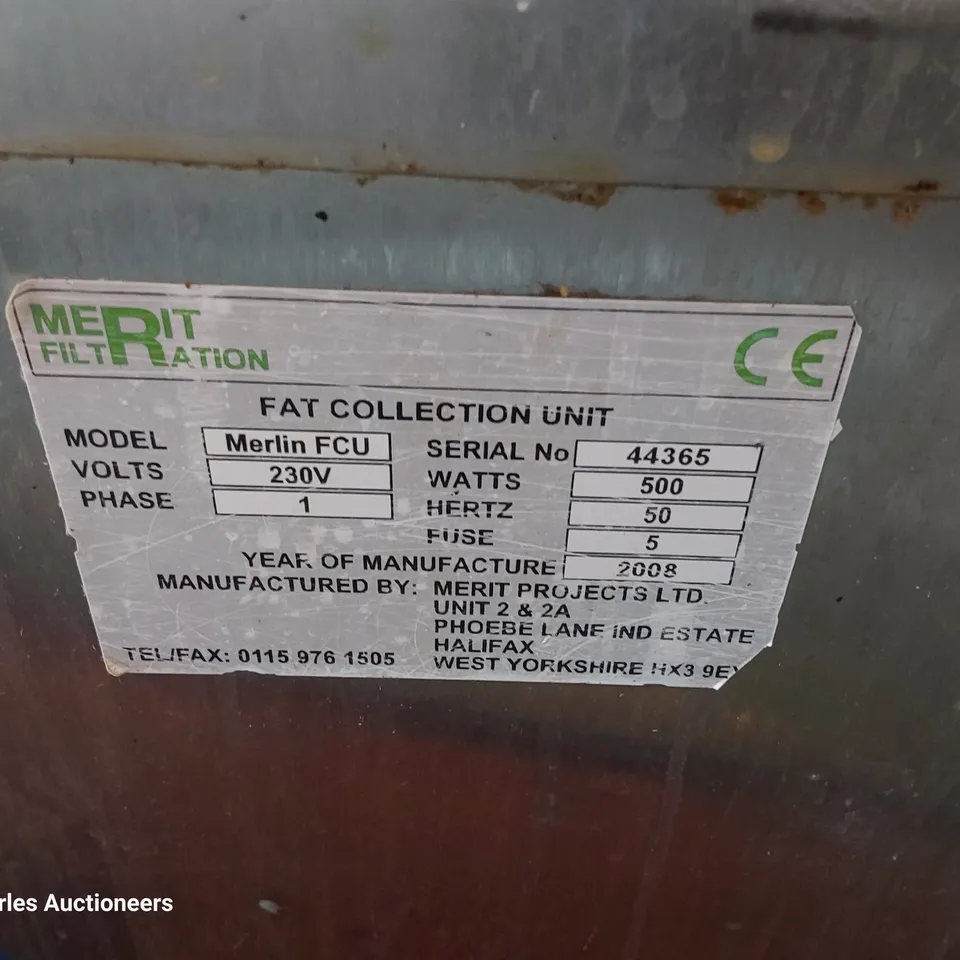 MERIT
FILTRATION
CE
FAT COLLECTION UNIT
MODEL Merlin FCU SERIAL No 44365
VOLTS 230V WATTS 500
PHASE 1 HERTZ 50
FUSE 5
YEAR OF MANUFACTURE 2008
MANUFACTURED BY: MERIT PROJECTS LTD.
UNIT 2 & 2A
PHOEBE LANE IND ESTATE
HALIFAX
TEL/FAX: 0115 976 1505 WEST YORKSHIRE HX3 9EY
rles Auctioneers